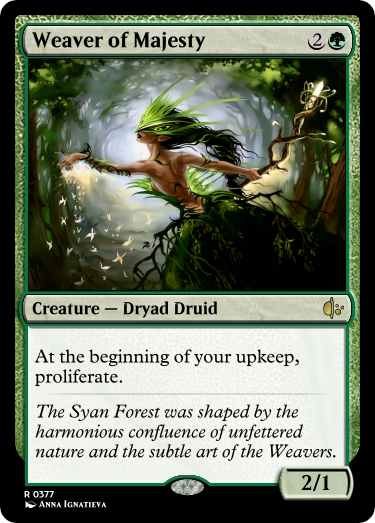 Weaver of Majesty 2
Creature — Dryad Druid
At the beginning of your upkeep,
proliferate.
The Syan Forest was shaped by the
harmonious confluence of unfettered
nature and the subtle art of the Weavers.
2/1
R 0377
Anna Ignatieva